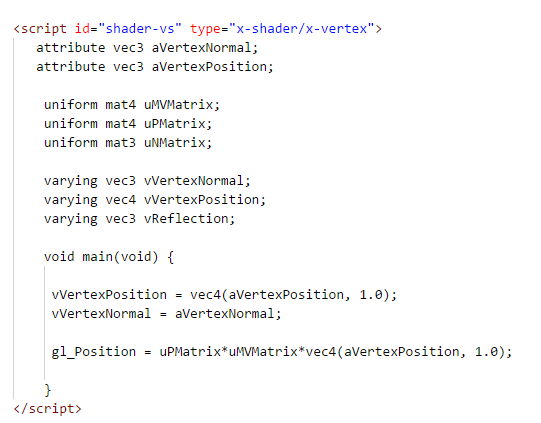 <script id="shader-vs" type="x-shader/x-vertex">
attribute vec3 aVertexNormal;
attribute vec3 aVertexPosition;
uniform mat4 uMVMatrix;
uniform mat4 uPMatrix;
uniform mat3 uNMatrix;
varying vec3 vVertexNormal;
varying vec4 vVertexPosition;
varying vec3 vReflection;
void main(void) {
vVertexPosition = vec4(aVertexPosition, 1.0);
vVertexNormal = aVertexNormal;
gl_Position = uPMatrix*uMVMatrix*vec4(aVertexPosition, 1.0);
}
</script>